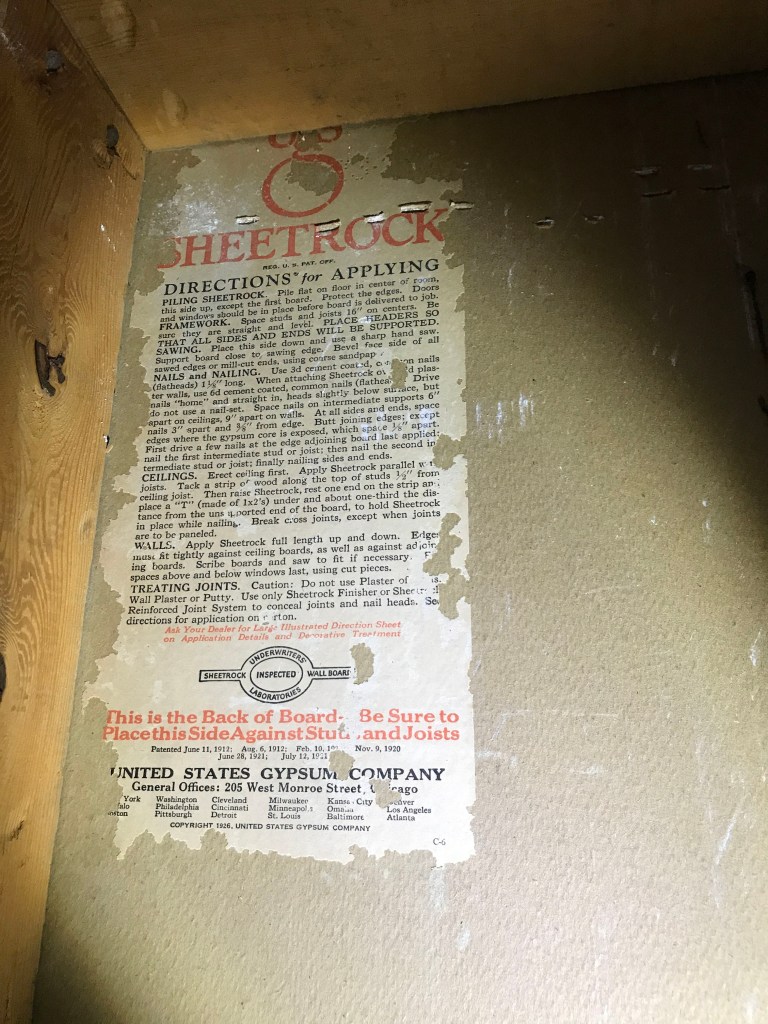 SHEETROCK
REG. U. S. PAT. OFF.
DIRECTIONS for APPLYING
PILING SHEETROCK. Pile flat on floor in center of room,
this side up, except the first board. Protect the edges. Doors
and windows should be in place before board is delivered to job.
FRAMEWORK. Space studs and joists 16" on centers. Be
sure they are straight and level. PLACE HEADERS SO
THAT ALL SIDES AND ENDS WILL BE SUPPORTED.
SAWING. Place this side down and use a sharp hand saw.
Support board close to sawing edge. Bevel face side of all
sawed edges or mill-cut ends, using coarse sandpap
NAILS and NAILING. Use 3d cement coated, common nails
(flatheads) 1⅛" long. When attaching Sheetrock o d plas-
ter walls, use 6d cement coated, common nails (flathea Drive
nails "home" and straight in, heads slightly below surface, but
do not use a nail-set. Space nails on intermediate supports 6"
apart on ceilings, 9" apart on walls. At all sides and ends, space
nails 3" apart and ⅜" from edge. Butt joining edges; except
edges where the gypsum core is exposed, which space ⅛" apart.
First drive a few nails at the edge adjoining board last applied;
nail the first intermediate stud or joist; then nail the second in-
termediate stud or joist; finally nailing sides and ends.
CEILINGS. Erect ceiling first. Apply Sheetrock parallel w
joists. Tack a strip of wood along the top of studs ½" from
ceiling joist. Then raise Sheetrock, rest one end on the strip and
place a "T" (made of 1x2's) under and about one-third the dis-
tance from the unsupported end of the board, to hold Sheetrock
in place while nailing. Break cross joints, except when joints
are to be paneled.
WALLS. Apply Sheetrock full length up and down. Edges
must fit tightly against ceiling boards, as well as against adjoin-
ing boards. Scribe boards and saw to fit if necessary.
spaces above and below windows last, using cut pieces.
TREATING JOINTS. Caution: Do not use Plaster of
Wall Plaster or Putty. Use only Sheetrock Finisher or Sheetrock
Reinforced Joint System to conceal joints and nail heads. See
directions for application on carton.
Ask Your Dealer for Large Illustrated Direction Sheet
on Application Details and Decorative Treatment
UNDERWRITERS'
SHEETROCK INSPECTED WALL BOARD
LABORATORIES
This is the Back of Board- Be Sure to
Place this Side Against Studs and Joists
Patented June 11, 1912; Aug. 6, 1912; Feb. 10, Nov. 9, 1920
June 28, 1921; July 12, 1921
UNITED STATES GYPSUM COMPANY
General Offices: 205 West Monroe Street, Chicago
York Washington Cleveland Milwaukee Kansas City Denver
falo Philadelphia Cincinnati Minneapolis Omaha Los Angeles
oston Pittsburgh Detroit St. Louis Baltimore Atlanta
COPYRIGHT 1926, UNITED STATES GYPSUM COMPANY
C-6